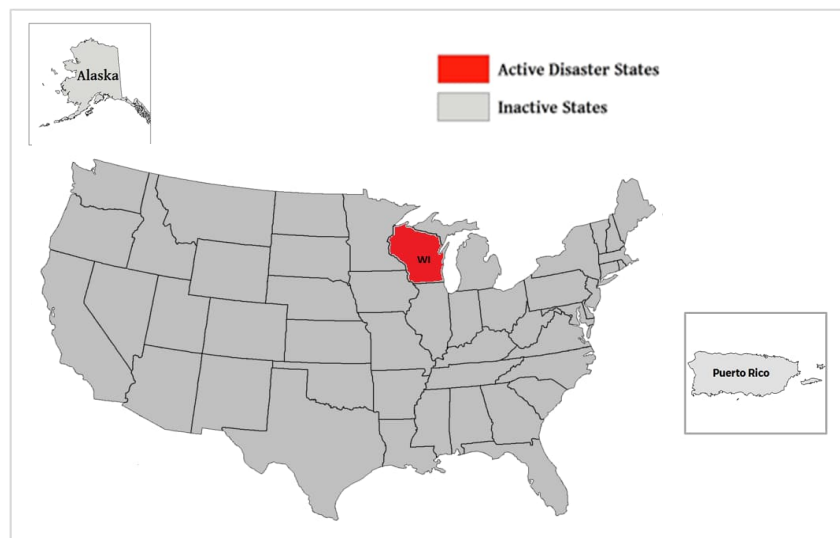 Alaska
Active Disaster States
Inactive States
WI
Puerto Rico